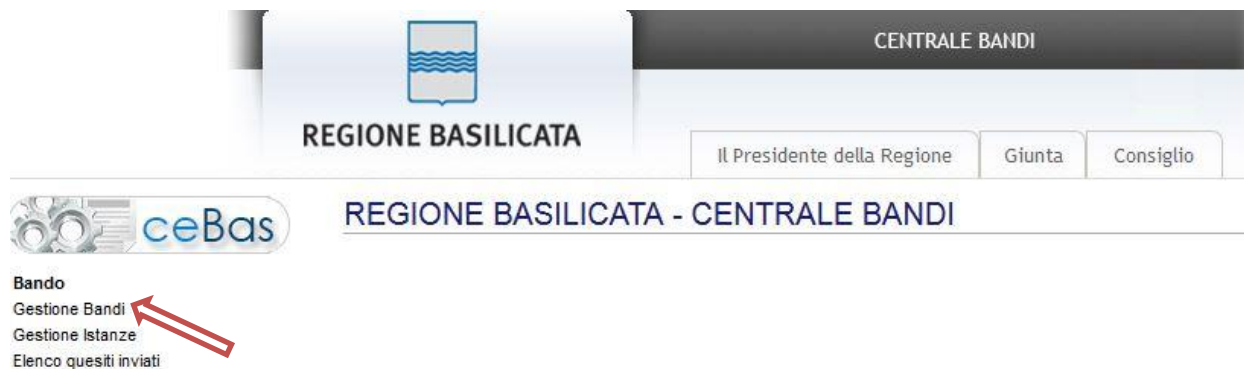 CENTRALE BANDI
REGIONE BASILICATA
Il Presidente della Regione
Giunta
Consiglio
ceBas
REGIONE BASILICATA - CENTRALE BANDI
Bando
Gestione Bandi
Gestione Istanze
Elenco quesiti inviati